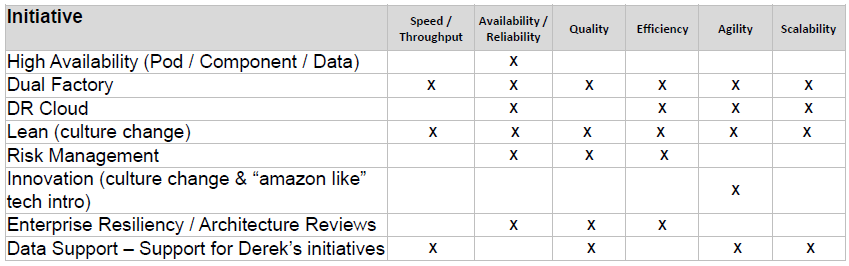 Initiative Speed / Throughput Availability / Reliability Quality Efficiency Agility Scalability
High Availability (Pod / Component / Data) X
Dual Factory X X X X X X
DR Cloud X X X X
Lean (culture change) X X X X X X
Risk Management X X X
Innovation (culture change & “amazon like”
tech intro) X
Enterprise Resiliency / Architecture Reviews X X X
Data Support – Support for Derek’s initiatives X X X X